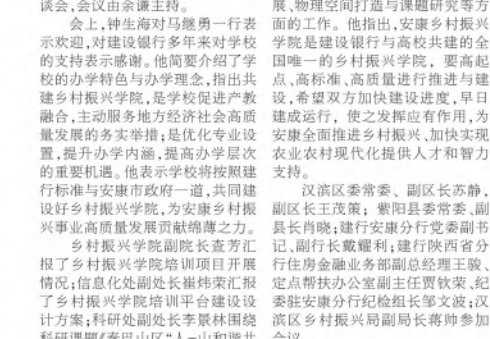 谈会,会议由余谦主持。
会上,钟生海对马继勇一行表
示欢迎,对建设银行多年来对学校
的支持表示感谢。他简要介绍了学
校的办学特色与办学理念,指出共
建乡村振兴学院,是学校促进产教
融合,主动服务地方经济社会高质
量发展的务实举措;是优化专业设
置,提升办学内涵,提高办学层次
的重要机遇。他表示学校将按照建
行标准与安康市政府一道,共同建
设好乡村振兴学院,为安康乡村振
兴事业高质量发展贡献绵薄之力。
乡村振兴学院副院长查芳汇
报了乡村振兴学院培训项目开展
情况;信息化处副处长崔炜荣汇报
了乡村振兴学院培训平台建设设
计方案;科研处副处长李景林围绕
科研课题《秦巴山区“人-山和谐共
展、物理空间打造与课题研究等方
面的工作。他指出,安康乡村振兴
学院是建设银行与高校共建的全
国唯一的乡村振兴学院,要高起
点、高标准、高质量进行推进与建
设,希望双方加快建设进度,早日
建成运行,使之发挥应有作用,为
安康全面推进乡村振兴、加快实现
农业农村现代化提供人才和智力
支持。
汉滨区委常委、副区长苏静,
副区长王茂策;紫阳县委常委、副
县长肖晓;建行安康分行党委副书
记、副行长戴耀利;建行陕西省分
行住房金融业务部副总经理王骏、
定点帮扶办公室副主任贾钦荣、纪
委驻安康分行纪检组长邹文波;汉
滨区乡村振兴局副局长蒋帅参加
会议。